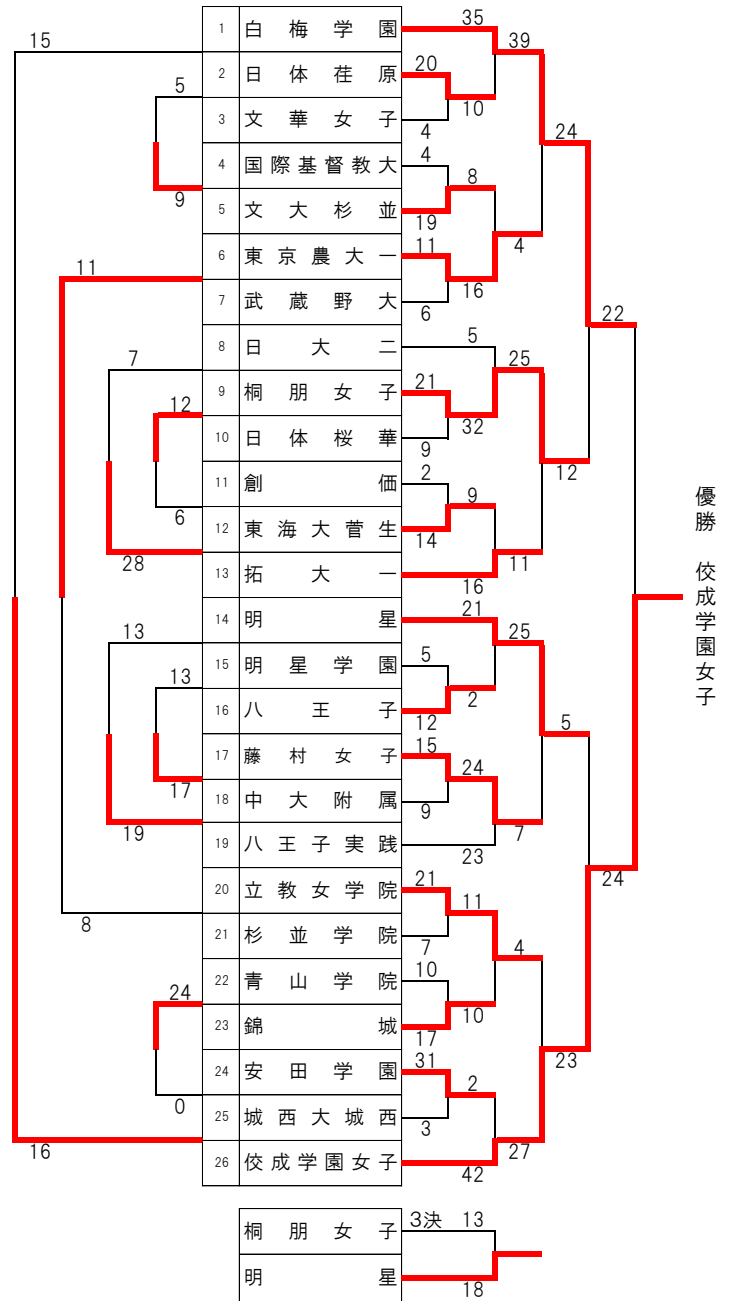 35
1 白梅学園
15
39
2 日体荏原
20
5
10
3 文華女子
4
24
4 国際基督教大
4
8
5 文大杉並
9
19
4
6 東京農大一
11
11
16
7 武蔵野大
6
22
8 日大二
5
7
25
9 桐朋女子
21
12
32
10 日体桜華
9
12
11 創価
2
6
9
12 東海大菅生
14
28
11
13 拓大一
16
14 明星
21
13
25
15 明星学園
5
13
2
16 八王子
12
5
17 藤村女子
15
17
24
18 中大附属
9
19
7
19 八王子実践
23
20 立教女学院
21
24
8
11
21 杉並学院
7
4
22 青山学院
10
24
10
23 錦城
17
23
24 安田学園
31
0
2
25 城西大城西
3
16
27
26 佼成学園女子
42
優勝 佼成学園女子
桐朋女子 3決 13
明星 18